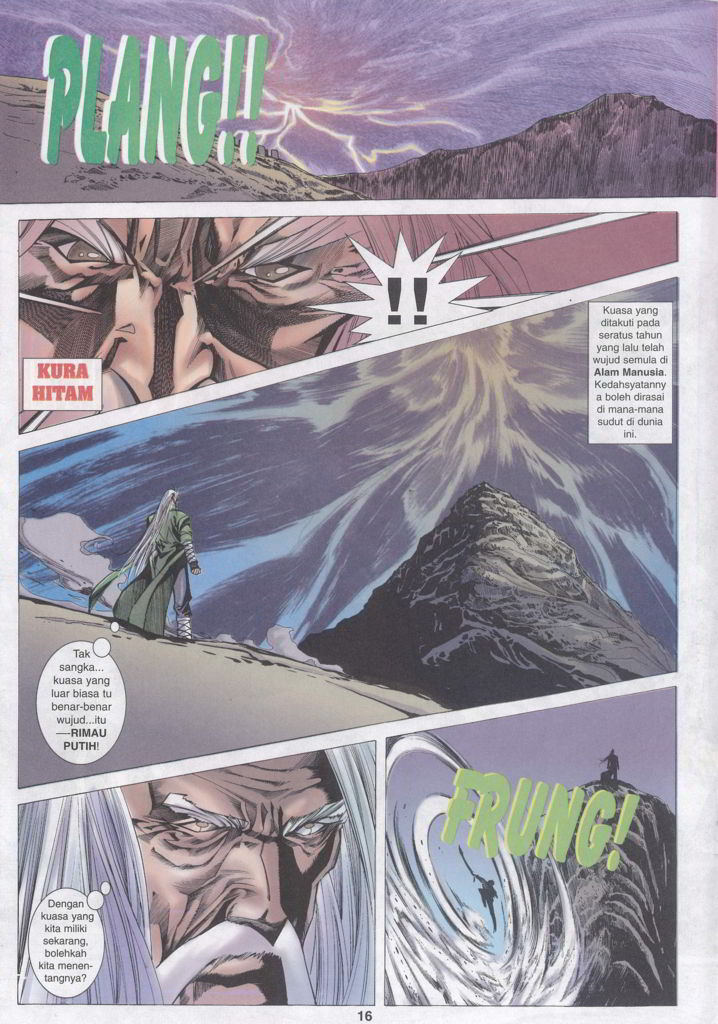 PLANG!!
!!
KURA
HITAM
Kuasa yang
ditakuti pada
seratus tahun
yang lalu telah
wujud semula di
Alam Manusia.
Kedahsyatanny
a boleh dirasai
di mana-mana
sudut di dunia
ini.
Tak
sangka...
kuasa yang
luar biasa tu
benar-benar
wujud...itu
—-RIMAU
PUTIH!
Dengan
kuasa yang
kita miliki
sekarang,
bolehkah
kita menen-
tangnya?
FRUNG!
16